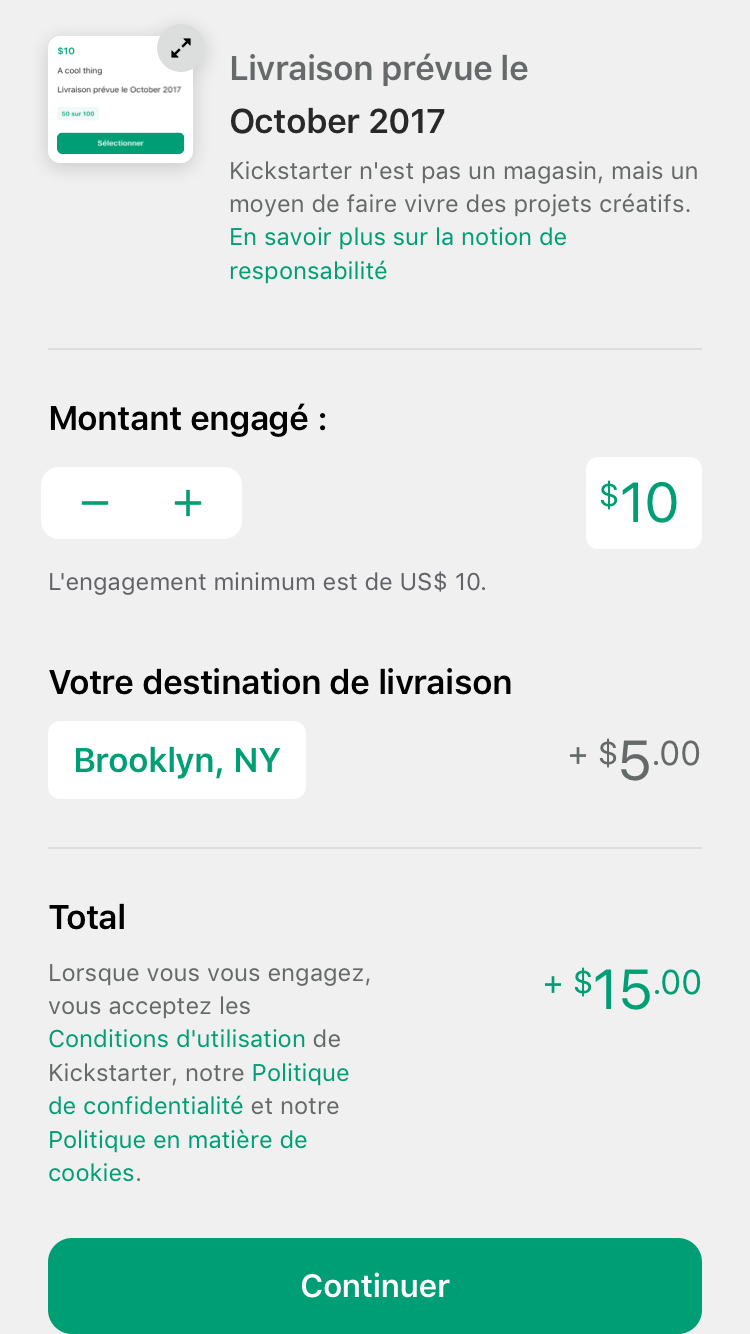 $10
A cool thing
Livraison prévue le October 2017
50 sur 100
Sélectionner
Livraison prévue le
October 2017
Kickstarter n'est pas un magasin, mais un
moyen de faire vivre des projets créatifs.
En savoir plus sur la notion de
responsabilité
Montant engagé :
− +
$10
L'engagement minimum est de US$ 10.
Votre destination de livraison
Brooklyn, NY
+ $5.00
Total
Lorsque vous vous engagez,
vous acceptez les
Conditions d'utilisation de
Kickstarter, notre Politique
de confidentialité et notre
Politique en matière de
cookies.
+ $15.00
Continuer